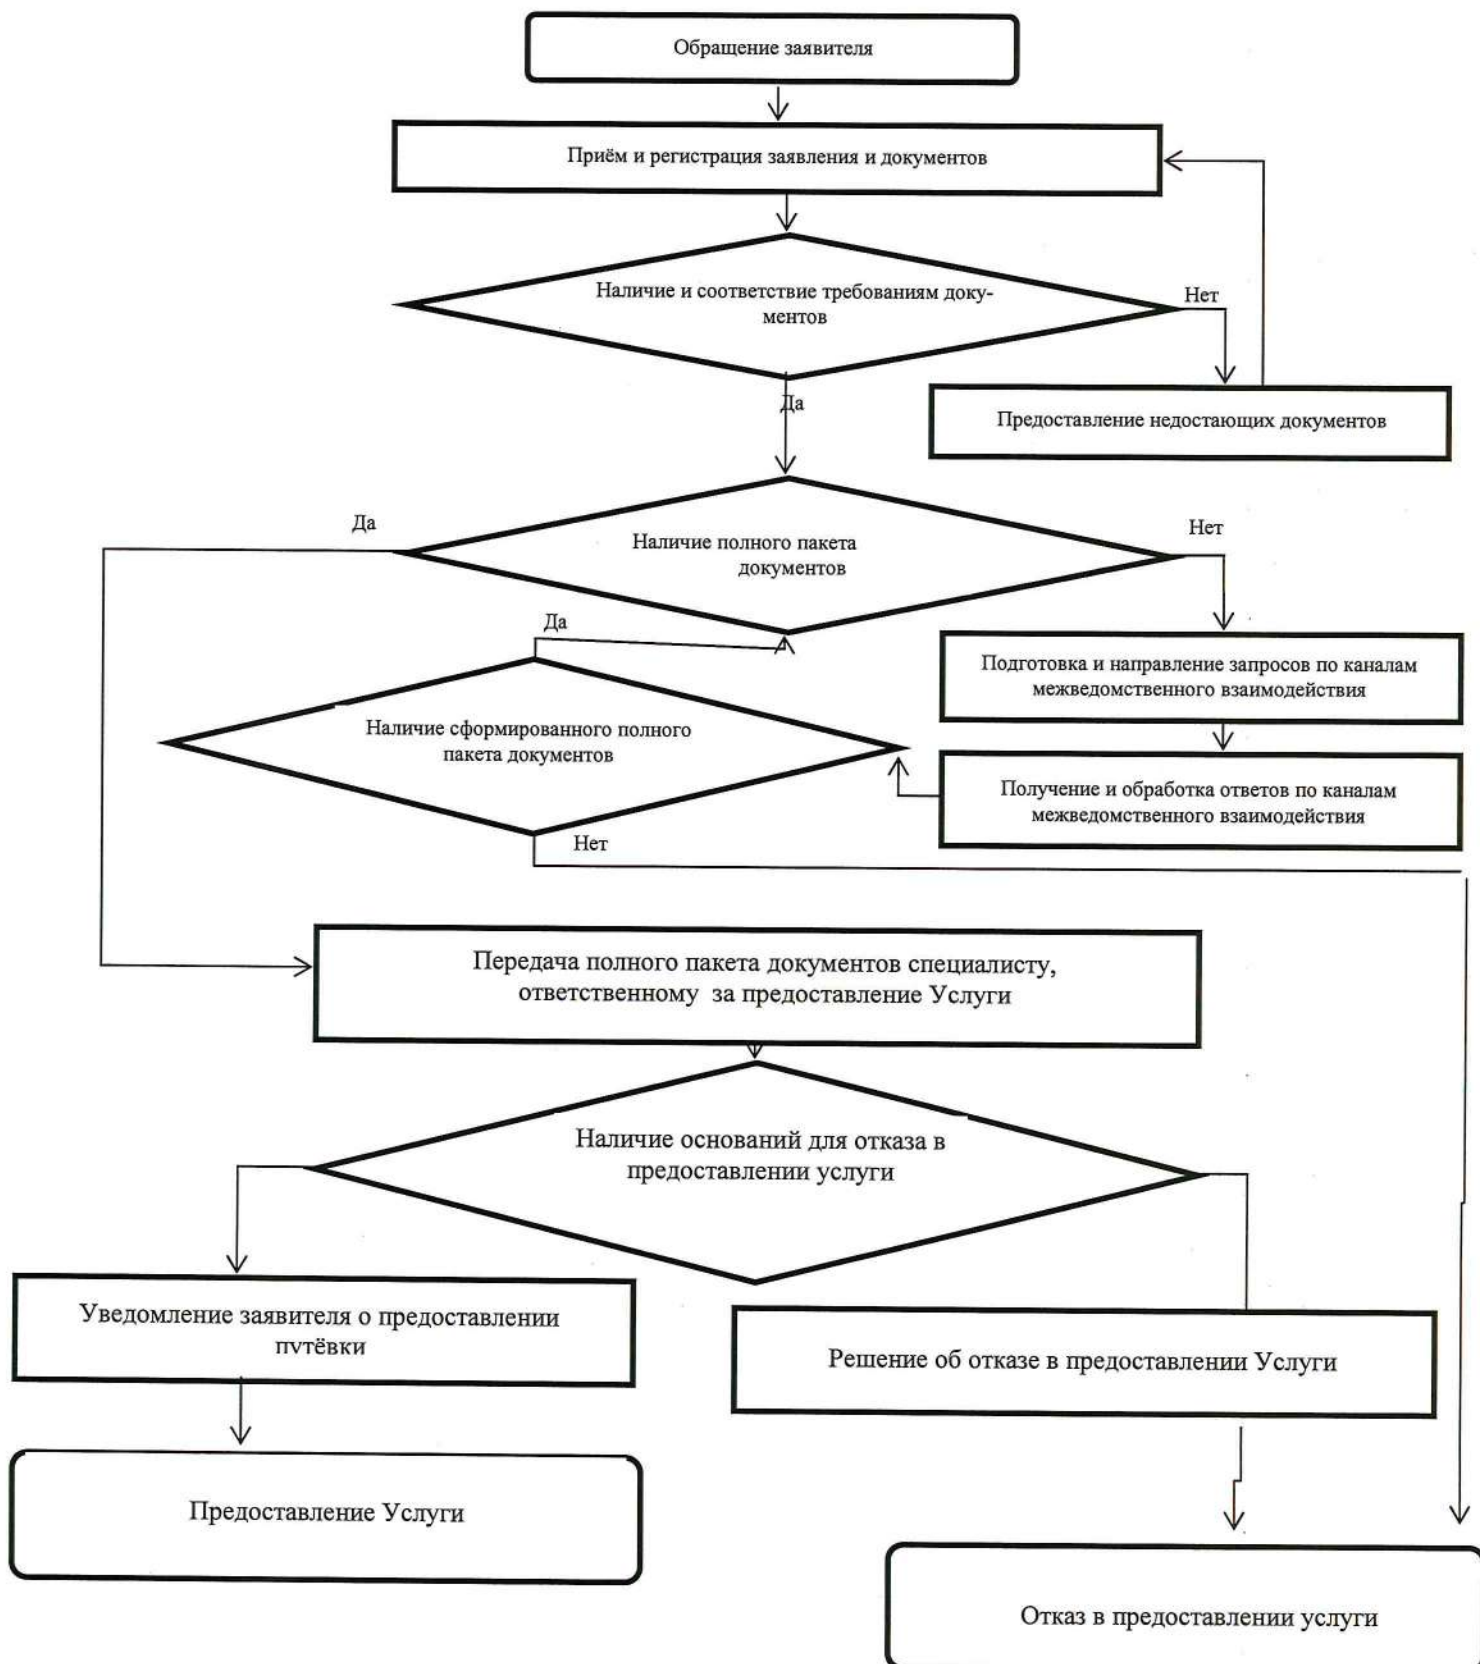 Обращение заявителя
Приём и регистрация заявления и документов
Наличие и соответствие требованиям доку-
ментов
Нет
Да
Предоставление недостающих документов
Да
Наличие полного пакета
документов
Нет
Да
Подготовка и направление запросов по каналам
межведомственного взаимодействия
Наличие сформированного полного
пакета документов
Получение и обработка ответов по каналам
межведомственного взаимодействия
Нет
Передача полного пакета документов специалисту,
ответственному за предоставление Услуги
Наличие оснований для отказа в
предоставлении услуги
Уведомление заявителя о предоставлении
путёвки
Решение об отказе в предоставлении Услуги
Предоставление Услуги
Отказ в предоставлении услуги